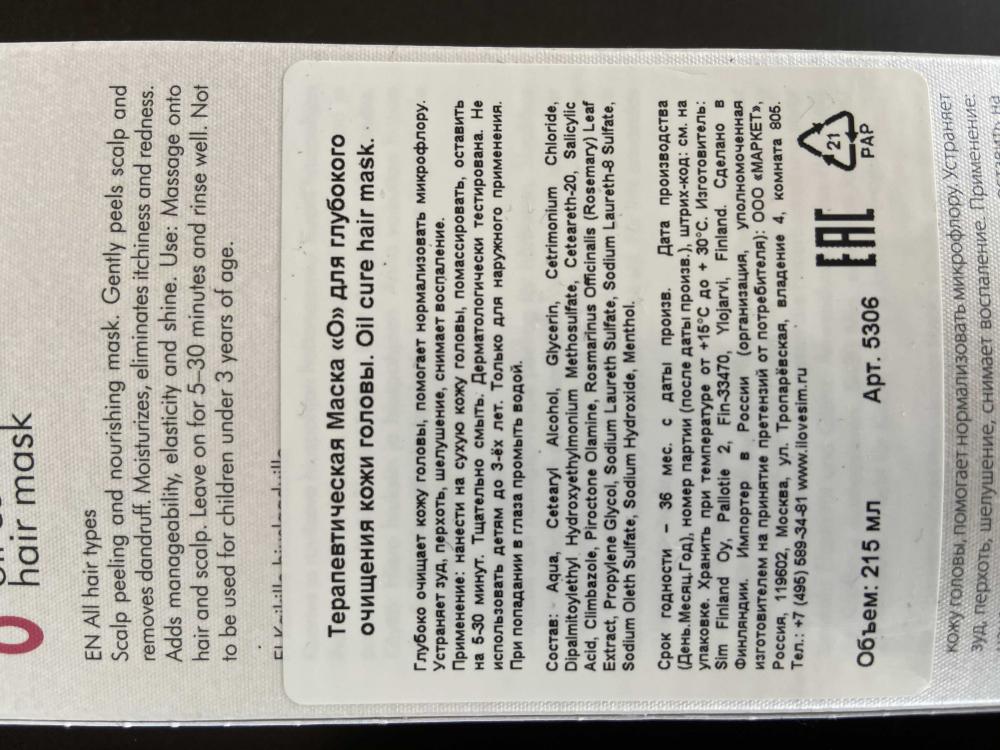 hair mask
EN All hair types
Scalp peeling and nourishing mask. Gently peels scalp and
removes dandruff. Moisturizes, eliminates itchiness and redness.
Adds manageability, elasticity and shine. Use: Massage onto
hair and scalp. Leave on for 5–30 minutes and rinse well. Not
to be used for children under 3 years of age.
Терапевтическая Маска «О» для глубокого
очищения кожи головы. Oil cure hair mask.
Глубоко очищает кожу головы, помогает нормализовать микрофлору.
Устраняет зуд, перхоть, шелушение, снимает воспаление.
Применение: нанести на сухую кожу головы, помассировать, оставить
на 5-30 минут. Тщательно смыть. Дерматологически тестирована. Не
использовать детям до 3-ёх лет. Только для наружного применения.
При попадании в глаза промыть водой.
Состав: Aqua, Cetearyl Alcohol, Glycerin, Cetrimonium Chloride,
Dipalmitoylethyl Hydroxyethylmonium Methosulfate, Ceteareth-20, Salicylic
Acid, Climbazole, Piroctone Olamine, Rosmarinus Officinalis (Rosemary) Leaf
Extract, Propylene Glycol, Sodium Laureth Sulfate, Sodium Laureth-8 Sulfate,
Sodium Oleth Sulfate, Sodium Hydroxide, Menthol.
Срок годности – 36 мес. с даты произв. Дата производства
(День.Месяц.Год), номер партии (после даты произв.), штрих-код: см. на
упаковке. Хранить при температуре от +15°C до + 30°C. Изготовитель:
Sim Finland Oy, Pallotie 2, Fin-33470, Ylojarvi, Finland. Сделано в
Финляндии. Импортер в России (организация, уполномоченная
изготовителем на принятие претензий от потребителя): ООО «МАРКЕТ»,
Россия, 119602, Москва, ул. Тропарёвская, владение 4, комната 805.
Тел.: +7 (495) 589-34-81 www.ilovesim.ru
Объем: 215 мл Арт. 5306 EAC 21
PAP
кожу головы, помогает нормализовать микрофлору. Устраняет
зуд, перхоть, шелушение, снимает воспаление. Применение: